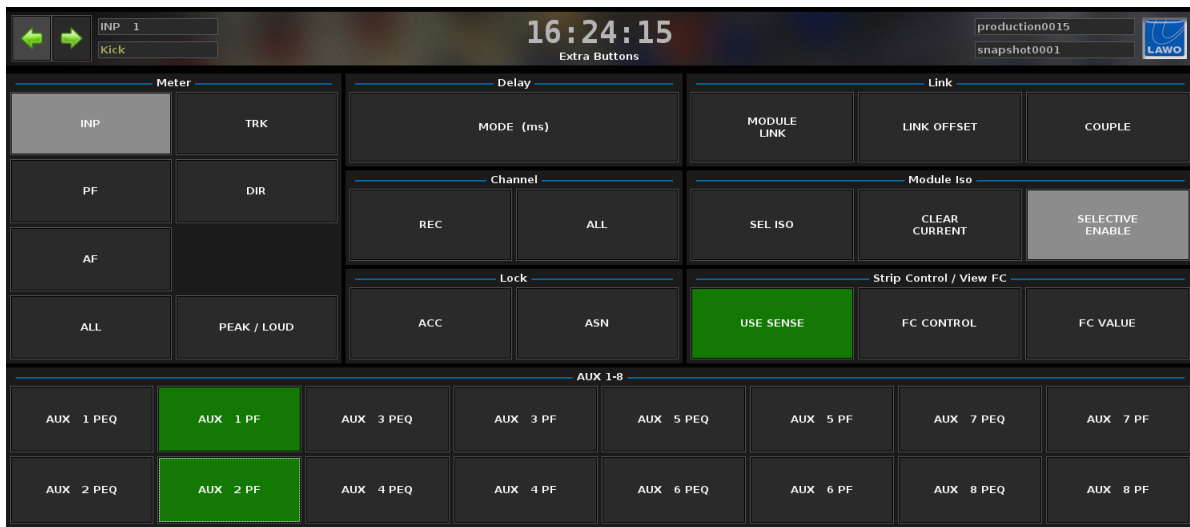 INP 1
Kick
16:24:15
Extra Buttons
production0015
snapshot0001
LAWO
Meter
INP
TRK
PF
DIR
AF
ALL
PEAK / LOUD
Delay
MODE (ms)
Channel
REC
ALL
Lock
ACC
ASN
Link
MODULE
LINK
LINK OFFSET
COUPLE
Module Iso
SEL ISO
CLEAR
CURRENT
SELECTIVE
ENABLE
Strip Control / View FC
USE SENSE
FC CONTROL
FC VALUE
AUX 1-8
AUX 1 PEQ
AUX 1 PF
AUX 3 PEQ
AUX 3 PF
AUX 5 PEQ
AUX 5 PF
AUX 7 PEQ
AUX 7 PF
AUX 2 PEQ
AUX 2 PF
AUX 4 PEQ
AUX 4 PF
AUX 6 PEQ
AUX 6 PF
AUX 8 PEQ
AUX 8 PF